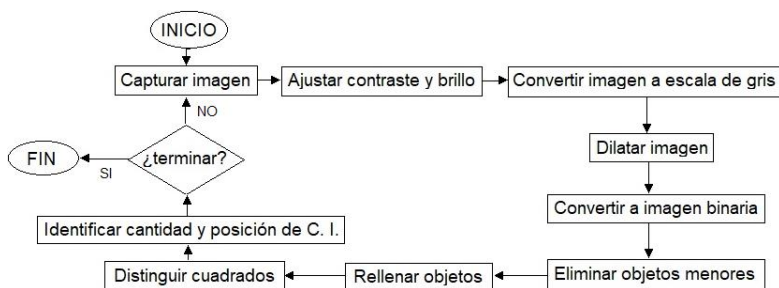 INICIO
Capturar imagen
Ajustar contraste y brillo
Convertir imagen a escala de gris
Dilatar imagen
Convertir a imagen binaria
Eliminar objetos menores
Rellenar objetos
Distinguir cuadrados
Identificar cantidad y posición de C. I.
¿terminar?
NO
SI
FIN